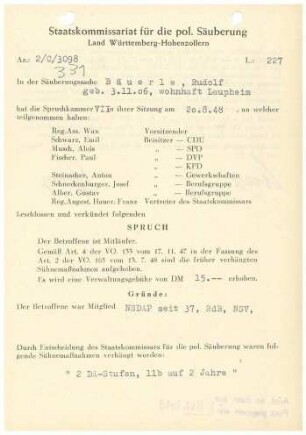 Staatskommissariat für die pol. Säuberung
Land Württemberg-Hohenzollern
Az.: 2/C/3098 L.: 227
331
In der Säuberungssache Bäuerle, Rudolf
geb. 3.11.06, wohnhaft Laupheim
hat die Spruchkammer VII in ihrer Sitzung am 20.8.48, an welcher
teilgenommen haben:
Reg.Ass. Wax Vorsitzender
Schwarz, Emil Beisitzer — CDU
Munsch, Alois „ — SPD
Fischer, Paul „ — DVP
„ — KPD
Steinacher, Anton „ — Gewerkschaften
Schneckenburger, Josef „ — Berufsgruppe
Alber, Gustav „ — Berufsgruppe
Reg.Angest. Hauer, Franz Vertreter des Staatskommissars
beschlossen und verkündet folgenden
SPRUCH
Der Betroffene ist Mitläufer.
Gemäß Art. 4 der VO. 133 vom 17. 11. 47 in der Fassung des
Art. 2 der VO. 165 vom 13. 7. 48 sind die früher verhängten
Sühnemaßnahmen aufgehoben.
Es wird eine Verwaltungsgebühr von DM 15.-- erhoben.
Gründe:
Der Betroffene war Mitglied NSDAP seit 37, RdB, NSV,
Durch Entscheidung des Staatskommissars für die pol. Säuberung waren folgende
Sühnemaßnahmen verhängt worden:
" 2 DA-Stufen, 11b auf 2 Jahre "